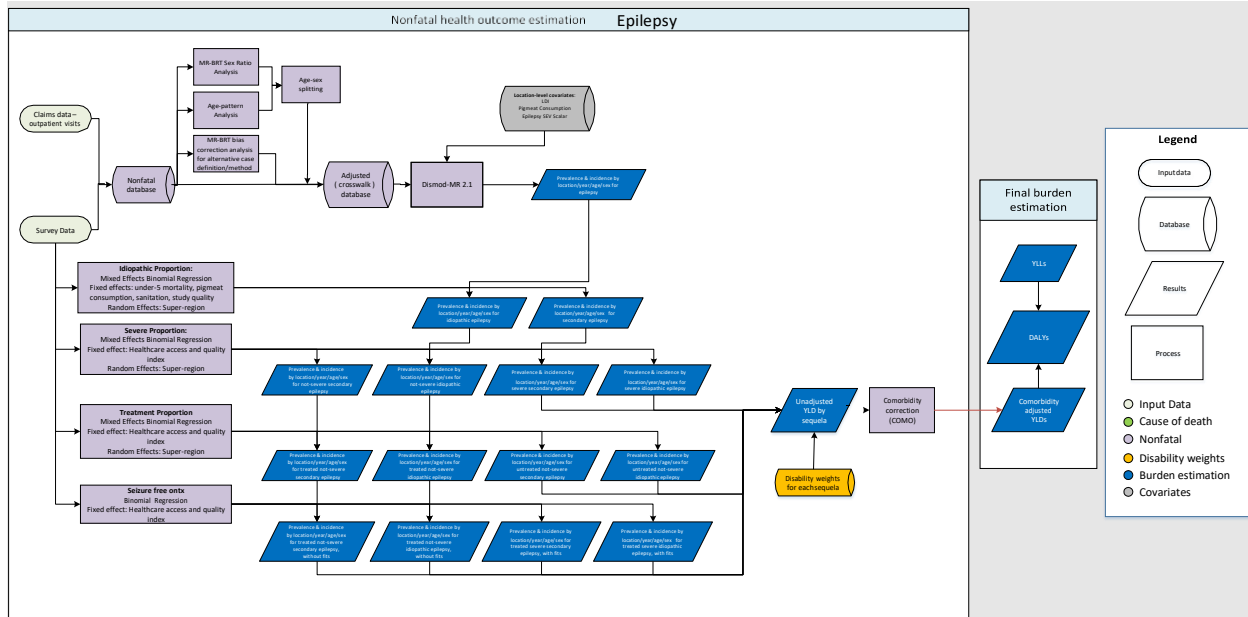 Nonfatal health outcome estimation
Epilepsy
MR-BRT Sex Ratio
Analysis
Age-sex
splitting
Age-pattern
Analysis
MR-BRT bias
correction analysis
for alternative case
definition/method
Claims data–
outpatient visits
Nonfatal
database
Survey Data
Adjusted
( crosswalk )
database
Dismod-MR 2.1
Location-level covariates:
LDI
Pigmeat Consumption
Epilepsy SEV Scalar
Prevalence & incidence by
location/year/age/sex for
epilepsy
Idiopathic Proportion:
Mixed Effects Binomial Regression
Fixed effects: under-5 mortality, pigmeat
consumption, sanitation, study quality
Random Effects: Super-region
Prevalence & incidence by
location/year/age/sex
for idiopathic epilepsy
Prevalence & incidence by
location/year/age/sex for
secondary epilepsy
Severe Proportion:
Mixed Effects Binomial Regression
Fixed effect: Healthcare access and quality
index
Random Effects: Super-region
Prevalence & incidence
by location/year/age/sex
for not-severe secondary
epilepsy
Prevalence & incidence by
location/year/age/sex for
not-severe idiopathic
epilepsy
Prevalence & incidence by
location/year/age/sex
for severe secondary
epilepsy
Prevalence & incidence by
location/year/age/sex
for severe idiopathic
epilepsy
Treatment Proportion
Mixed Effects Binomial Regression
Fixed effect: Healthcare access and quality
index
Random Effects: Super-region
Prevalence & incidence
by location/year/age/sex
for treated not-severe
secondary epilepsy
Prevalence & incidence by
location/year/age/sex for
treated not-severe
idiopathic epilepsy
Prevalence & incidence by
location/year/age/sex for
untreated not-severe
secondary epilepsy
Prevalence & incidence by
location/year/age/sex for
untreated not-severe
idiopathic epilepsy
Seizure free ontx
Binomial Regression
Fixed effect: Healthcare access and quality
index
Prevalence & incidence
by location/year/age/sex
for treated not-severe
secondary epilepsy,
without fits
Prevalence & incidence by
location/year/age/sex for
treated not-severe
idiopathic epilepsy,
without fits
Prevalence & incidence by
location/year/age/sex for
treated severe secondary
epilepsy, with fits
Prevalence & incidence by
location/year/age/sex for
treated severe idiopathic
epilepsy, with fits
Unadjusted
YLD by
sequela
Disability weights
for eachsequela
Comorbidity
correction
(COMO)
Final burden
estimation
YLLs
DALYs
Comorbidity
adjusted
YLDs
Legend
Input data
Database
Results
Process
Input Data
Cause of death
Nonfatal
Disability weights
Burden estimation
Covariates